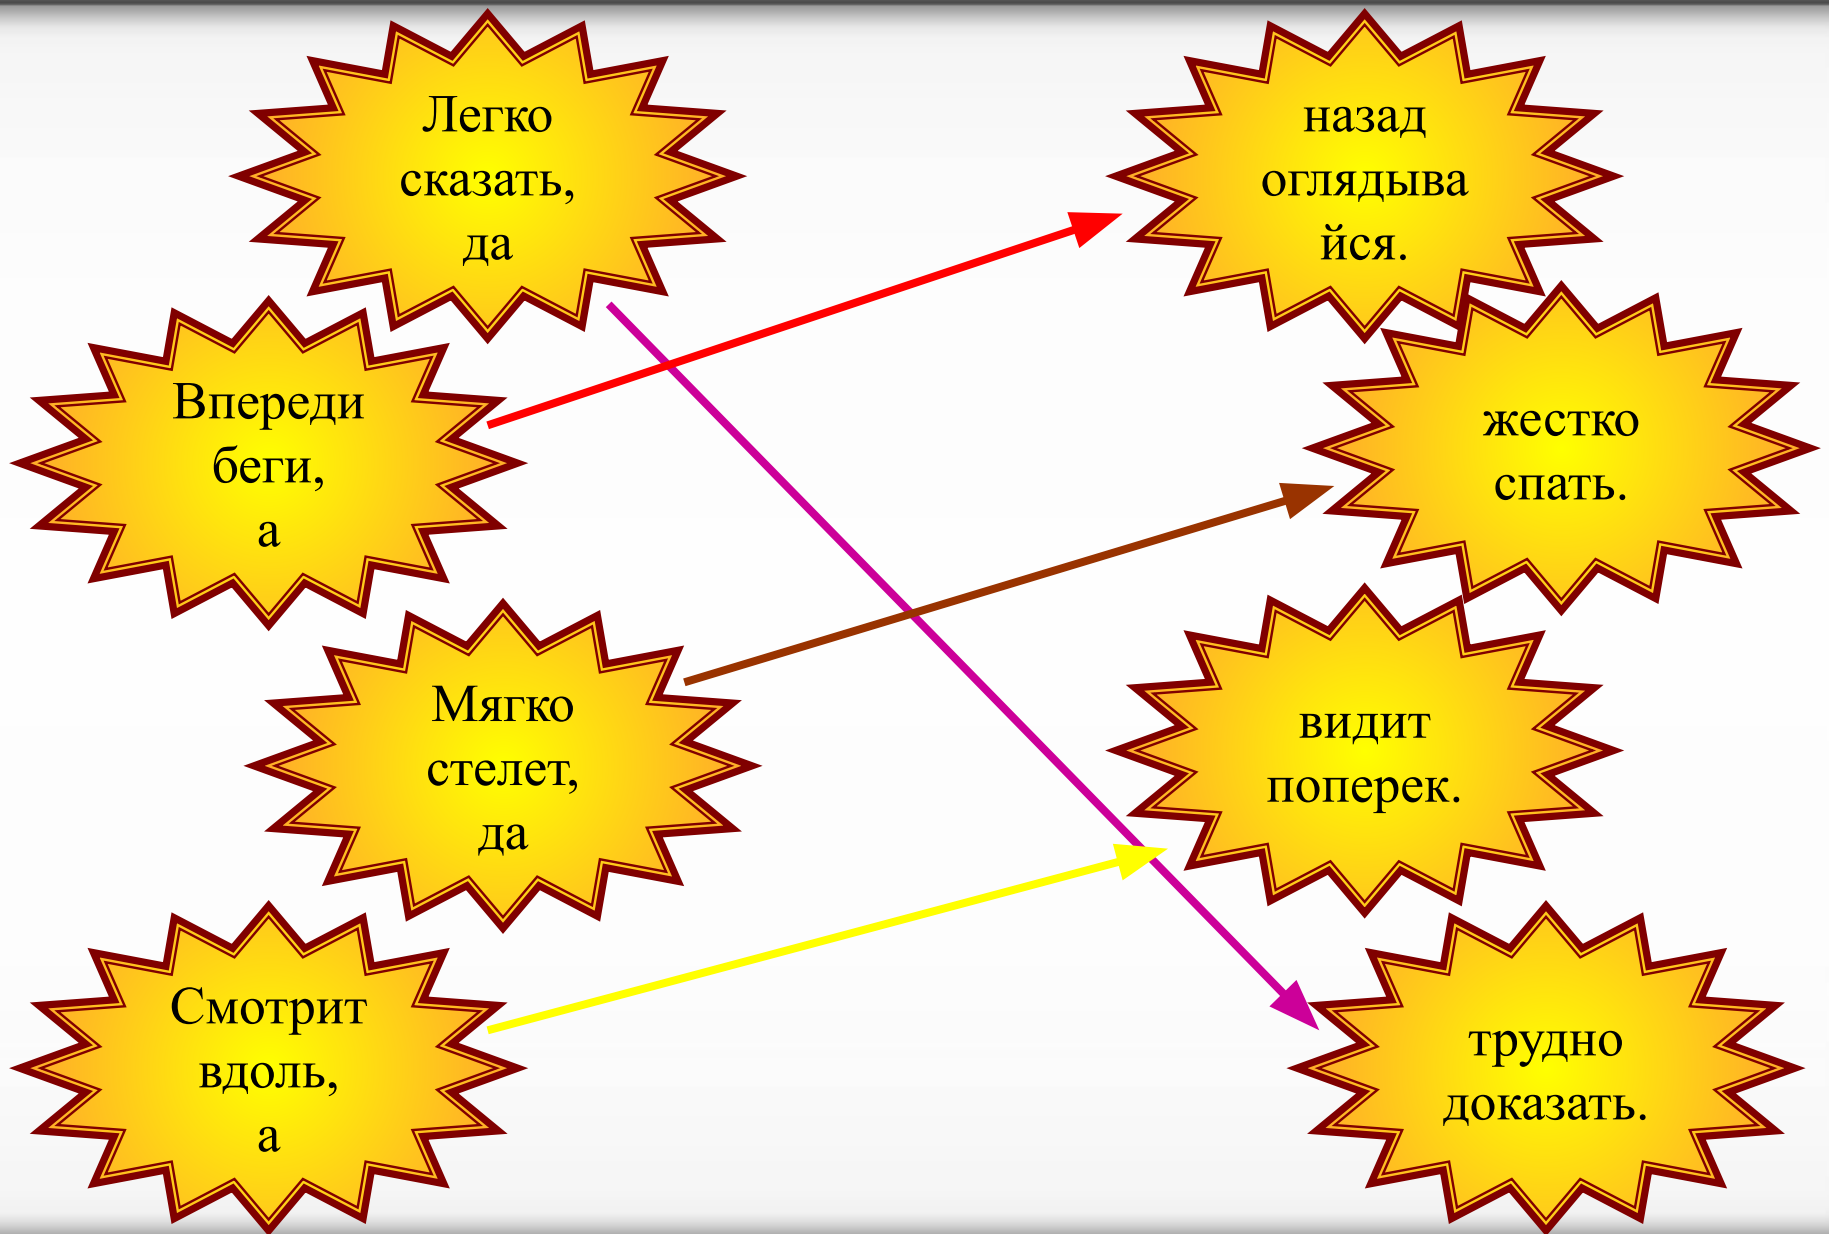 Легко
сказать,
да
Впереди
беги,
а
Мягко
стелет,
да
Смотрит
вдоль,
а
назад
оглядыва
йся.
жестко
спать.
видит
поперек.
трудно
доказать.